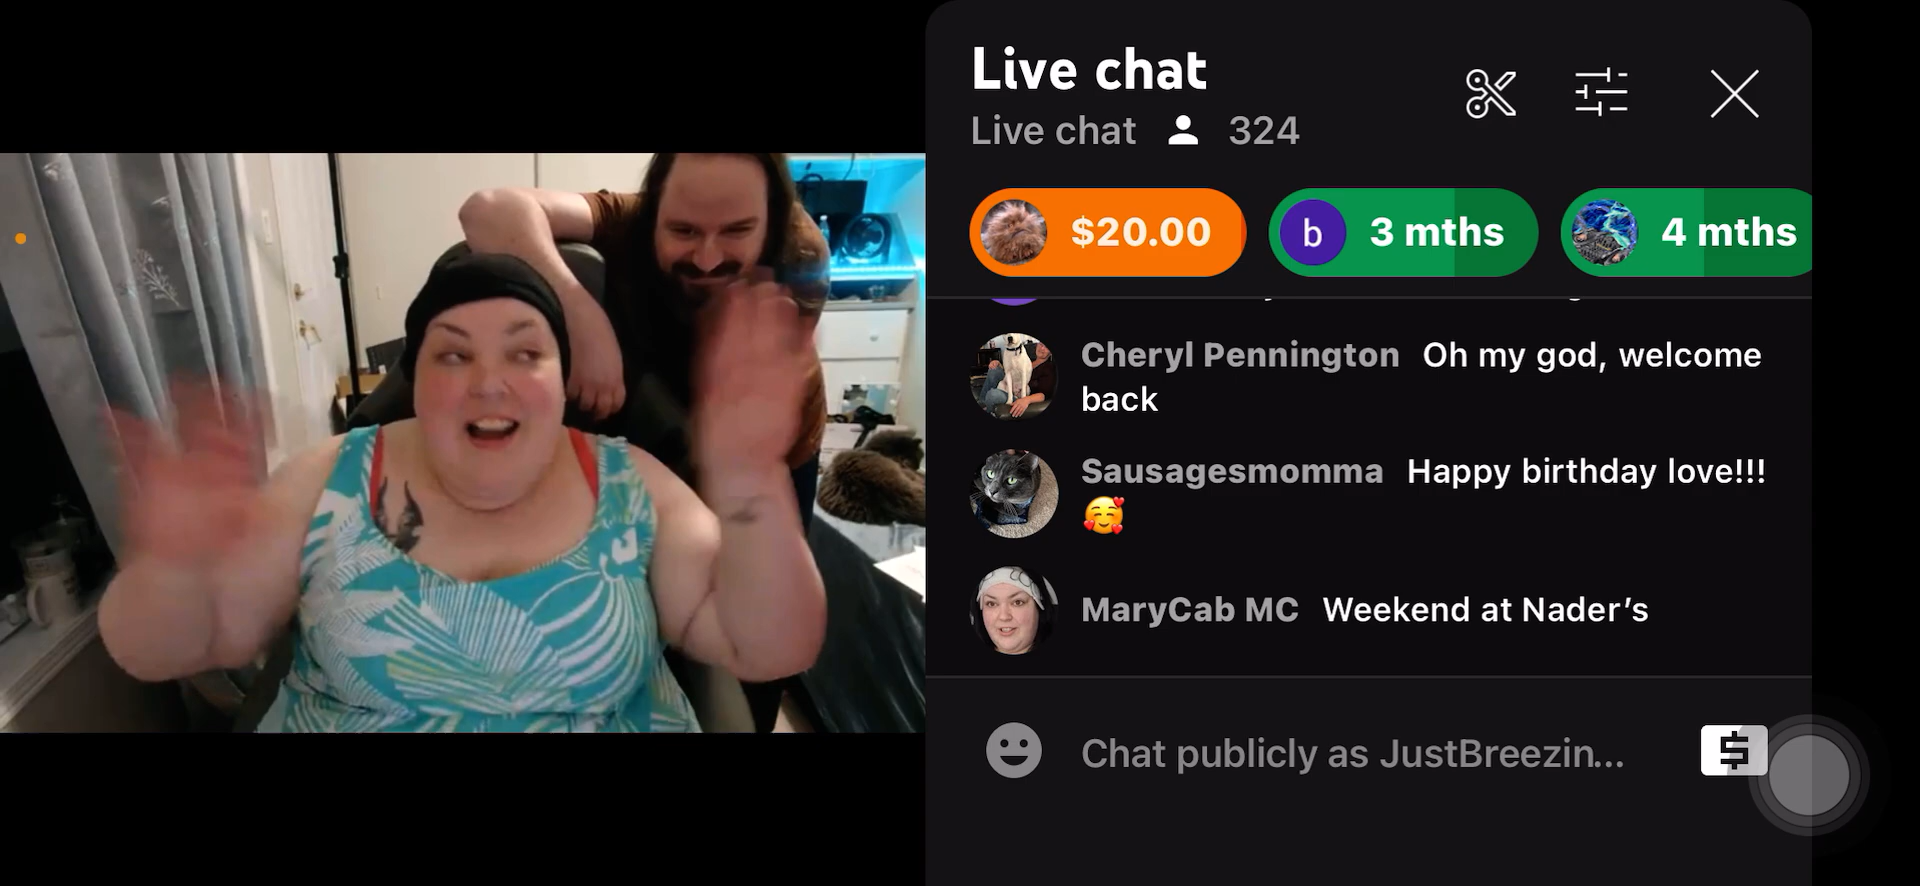 Live chat
Live chat 324
$20.00 b 3 mths 4 mths
Cheryl Pennington Oh my god, welcome
back
Sausagesmomma Happy birthday love!!!
MaryCab MC Weekend at Nader’s
Chat publicly as JustBreezin...